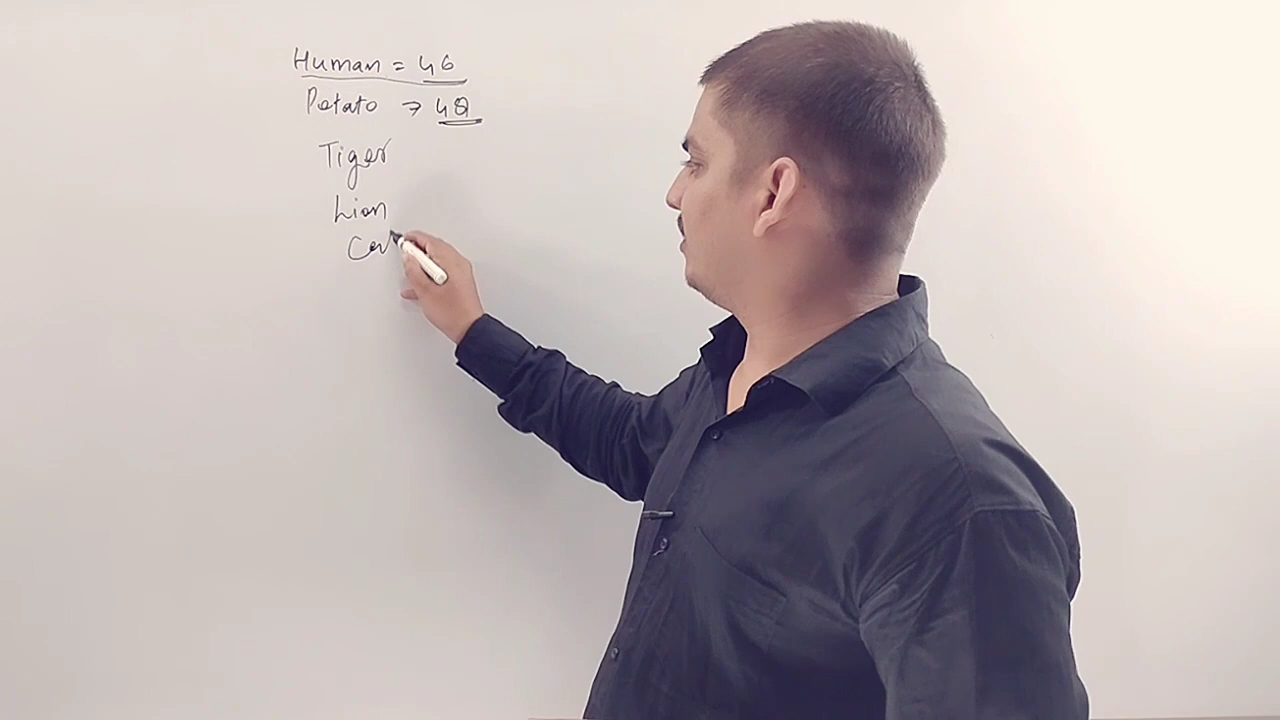 Human = 46
Potato → 48
Tiger
Lion